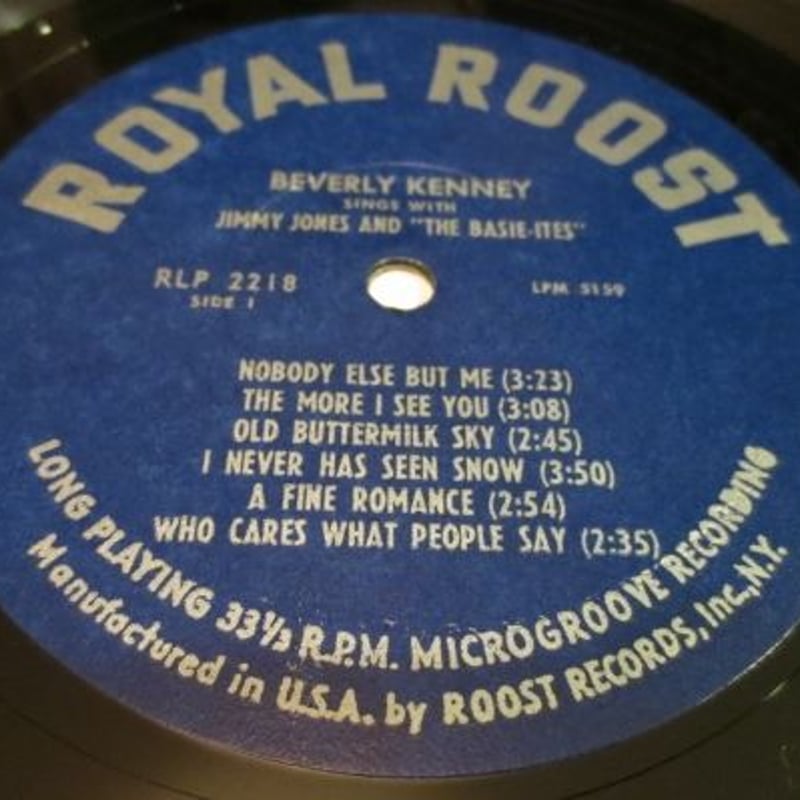 ROYAL ROOST
BEVERLY KENNEY
SINGS WITH
JIMMY JONES AND "THE BASIE-ITES"
RLP 2218
SIDE 1
LPM 5159
NOBODY ELSE BUT ME (3:23)
THE MORE I SEE YOU (3:08)
OLD BUTTERMILK SKY (2:45)
I NEVER HAS SEEN SNOW (3:50)
A FINE ROMANCE (2:54)
WHO CARES WHAT PEOPLE SAY (2:35)
LONG PLAYING 33⅓ R.P.M. MICROGROOVE RECORDING
Manufactured in U.S.A. by ROOST RECORDS, Inc., N.Y.